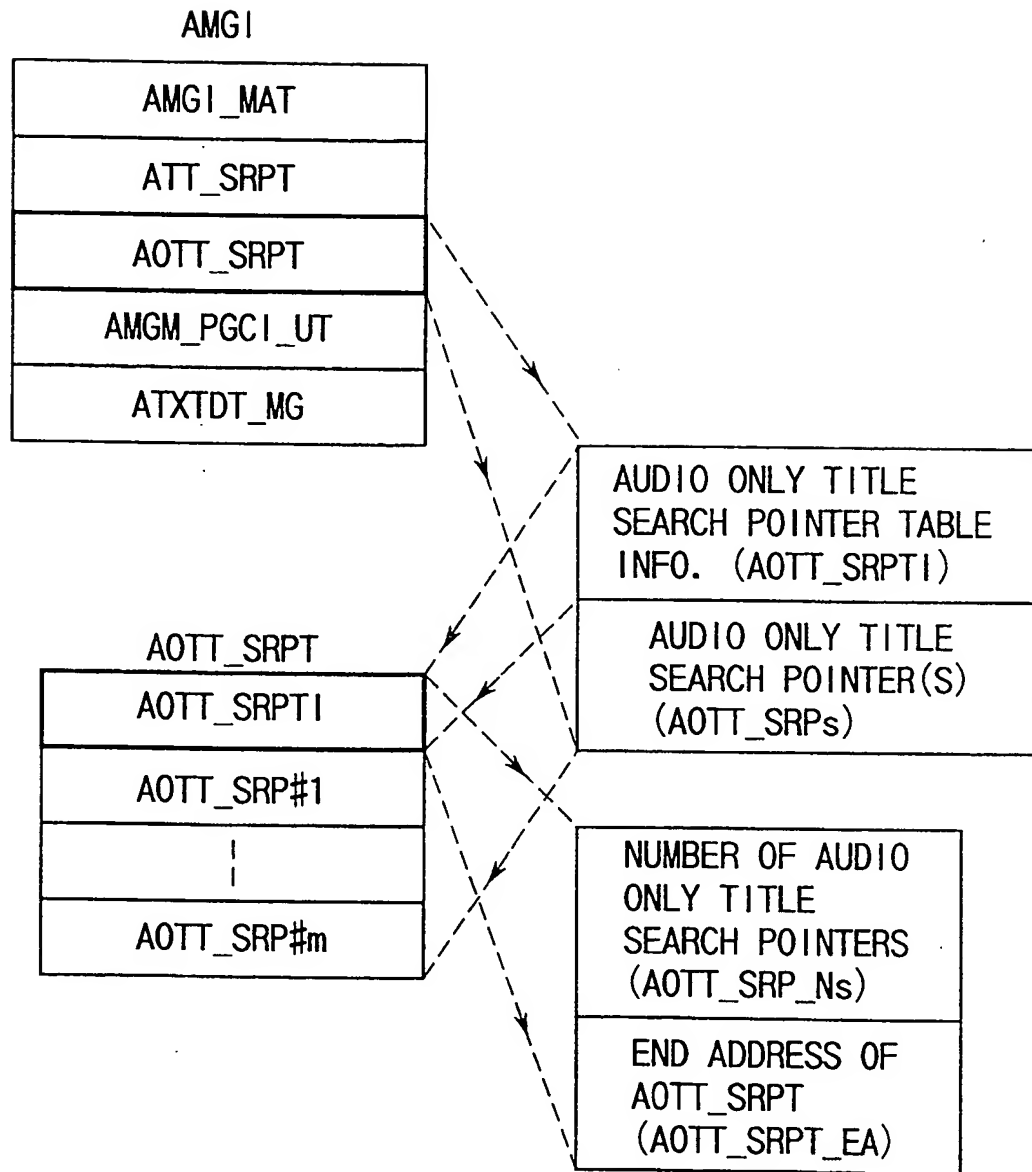 AMGI
AMGI_MAT
ATT_SRPT
AOTT_SRPT
AMGM_PGCI_UT
ATXTDT_MG
AUDIO ONLY TITLE
SEARCH POINTER TABLE
INFO. (AOTT_SRPTI)
AUDIO ONLY TITLE
SEARCH POINTER(S)
(AOTT_SRPs)
AOTT_SRPT
AOTT_SRPTI
AOTT_SRP#1
AOTT_SRP#m
NUMBER OF AUDIO
ONLY TITLE
SEARCH POINTERS
(AOTT_SRP_Ns)
END ADDRESS OF
AOTT_SRPT
(AOTT_SRPT_EA)